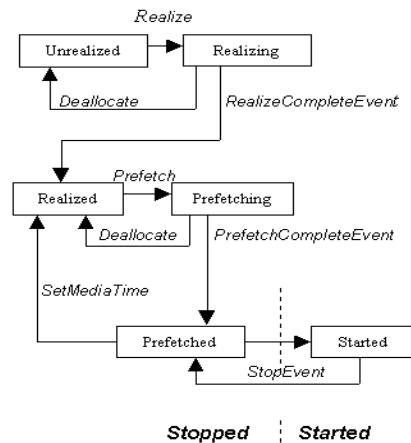 Realize
Unrealized
Realizing
Deallocate
RealizeCompleteEvent
Prefetch
Realized
Prefetching
Deallocate
PrefetchCompleteEvent
SetMediaTime
Prefetched
Started
StopEvent
Stopped
Started